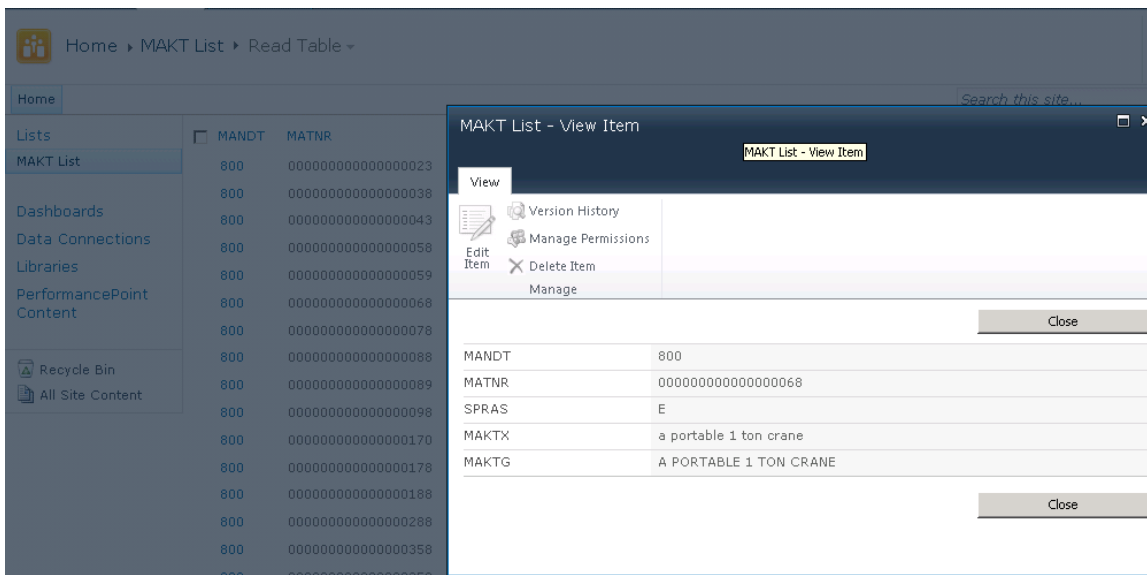 Home ▸ MAKT List ▸ Read Table
Home
Search this site...
Lists
MAKT List
Dashboards
Data Connections
Libraries
PerformancePoint
Content
Recycle Bin
All Site Content
MANDT MATNR
800 000000000000000023
800 000000000000000038
800 000000000000000043
800 000000000000000058
800 000000000000000059
800 000000000000000068
800 000000000000000078
800 000000000000000088
800 000000000000000089
800 000000000000000098
800 000000000000000170
800 000000000000000178
800 000000000000000188
800 000000000000000288
800 000000000000000358
MAKT List - View Item
MAKT List - View Item
View
Edit
Item
Version History
Manage Permissions
Delete Item
Manage
Close
MANDT 800
MATNR 000000000000000068
SPRAS E
MAKTX a portable 1 ton crane
MAKTG A PORTABLE 1 TON CRANE
Close